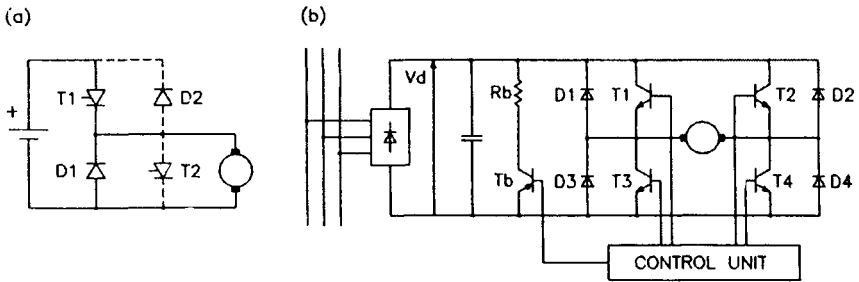 (a)
(b)
+
T1
D2
D1
T2
Vd
Rb
D1
T1
T2
D2
Tb
D3
T3
T4
D4
CONTROL UNIT